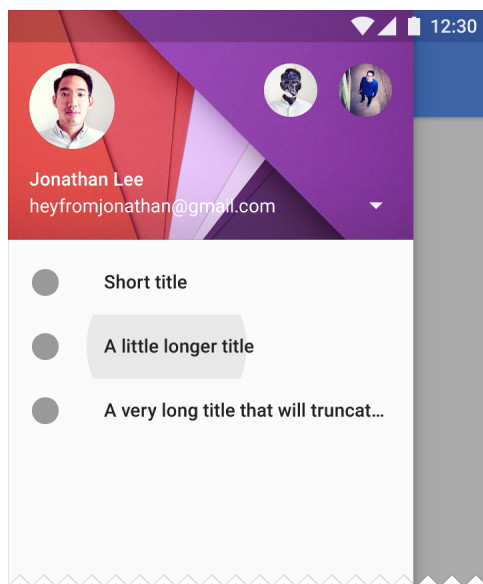 12:30
Jonathan Lee
heyfromjonathan@gmail.com
Short title
A little longer title
A very long title that will truncat...